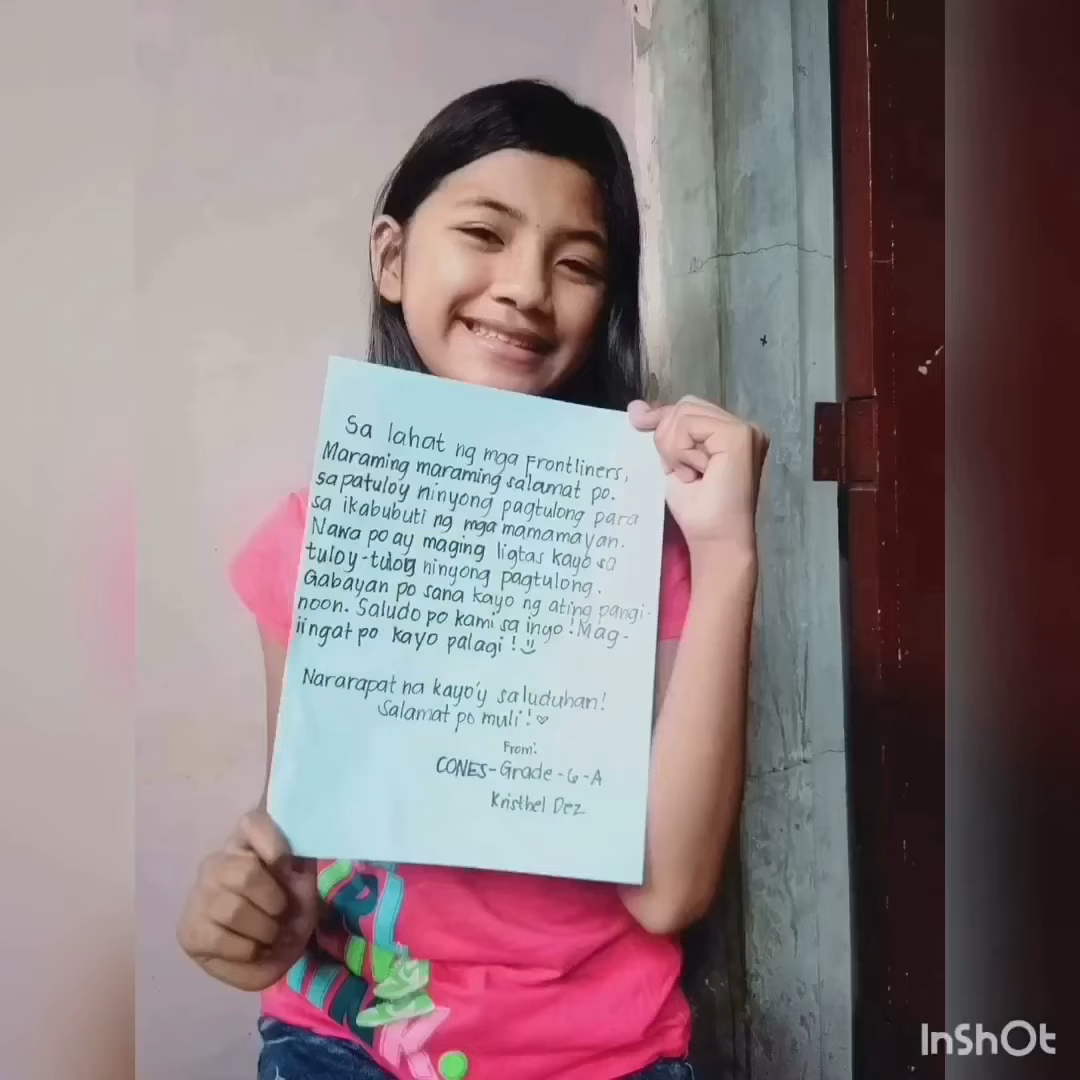 Sa lahat ng mga Frontliners,
Maraming maraming salamat po.
sa patuloy ninyong pagtulong para
sa ikabubuti ng mga mamamayan.
Nawa po ay maging ligtas kayo sa
tuloy-tuloy ninyong pagtulong.
Gabayan po sana kayo ng ating pangi-
noon. Saludo po kami sa inyo! Mag-
iingat po kayo palagi!
Nararapat na kayo'y saluduhan!
Salamat po muli!
From:
CONES-Grade-6-A
Kristhel Dez
InShOt